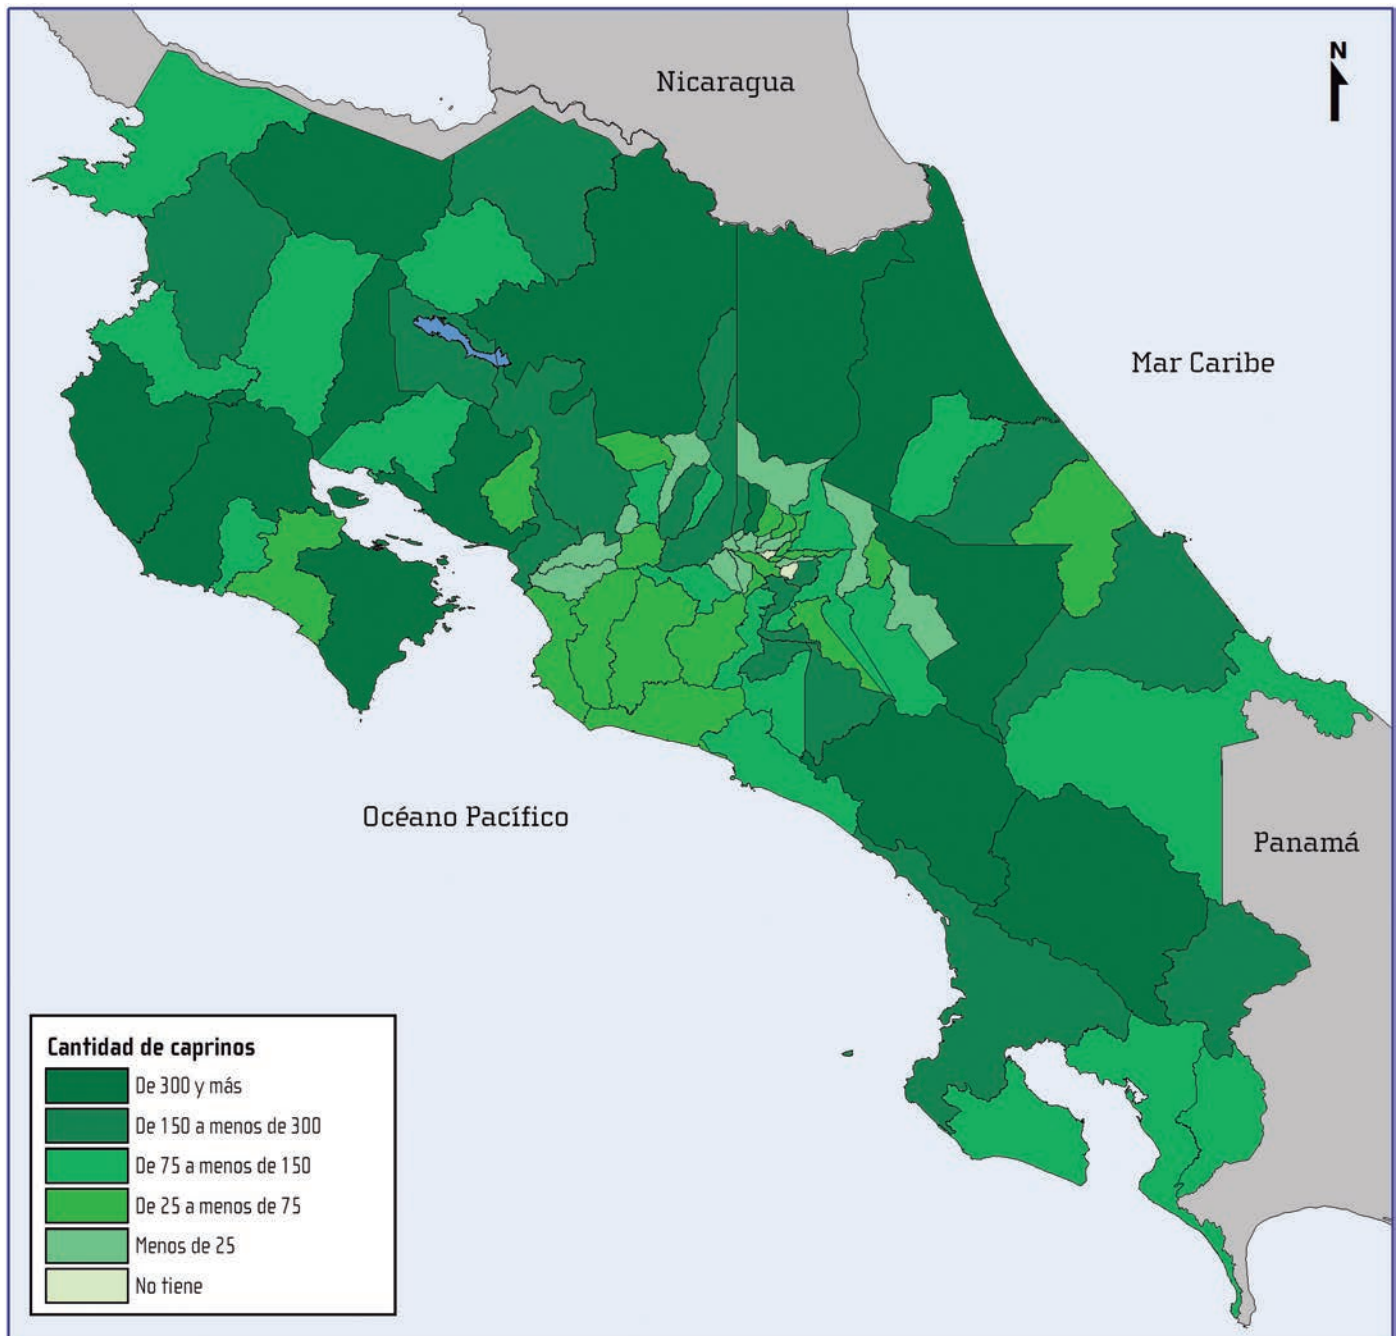 N
Nicaragua
Mar Caribe
Océano Pacífico
Panamá
Cantidad de caprinos
De 300 y más
De 150 a menos de 300
De 75 a menos de 150
De 25 a menos de 75
Menos de 25
No tiene